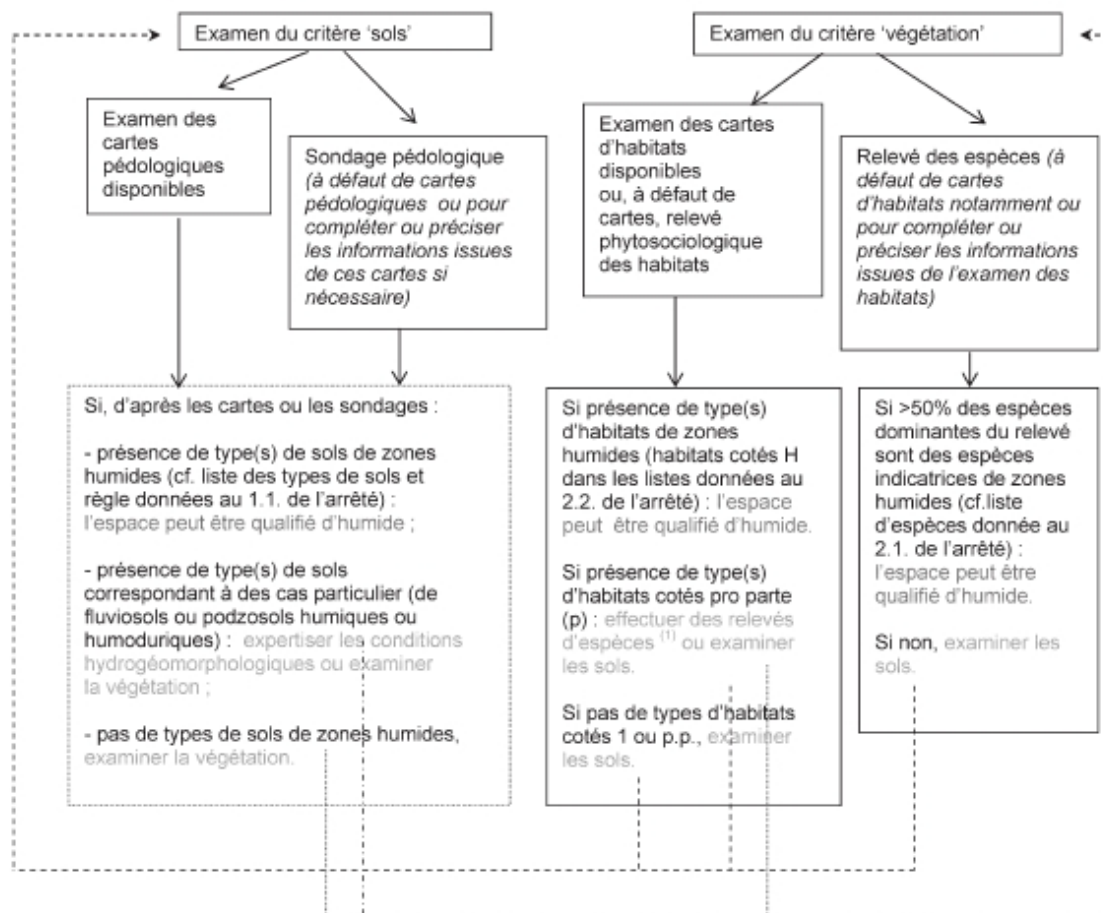 Examen du critère 'sols'
Examen du critère 'végétation'
Examen des
cartes
pédologiques
disponibles
Sondage pédologique
(à défaut de cartes
pédologiques ou pour
compléter ou préciser
les informations issues
de ces cartes si
nécessaire)
Examen des cartes
d'habitats
disponibles
ou, à défaut de
cartes, relevé
phytosociologique
des habitats
Relevé des espèces (à
défaut de cartes
d'habitats notamment ou
pour compléter ou
préciser les informations
issues de l'examen des
habitats)
Si, d'après les cartes ou les sondages :
- présence de type(s) de sols de zones
humides (cf. liste des types de sols et
règle données au 1.1. de l'arrêté) :
l'espace peut être qualifié d'humide ;
- présence de type(s) de sols
correspondant à des cas particulier (de
fluviosols ou podzosols humiques ou
humoduriques) : expertiser les conditions
hydrogéomorphologiques ou examiner
la végétation ;
- pas de types de sols de zones humides,
examiner la végétation.
Si présence de type(s)
d'habitats de zones
humides (habitats cotés H
dans les listes données au
2.2. de l'arrêté) : l'espace
peut être qualifié d'humide.
Si présence de type(s)
d'habitats cotés pro parte
(p) : effectuer des relevés
d'espèces (1) ou examiner
les sols.
Si pas de types d'habitats
cotés 1 ou p.p., examiner
les sols.
Si >50% des espèces
dominantes du relevé
sont des espèces
indicatrices de zones
humides (cf.liste
d'espèces donnée au
2.1. de l'arrêté) :
l'espace peut être
qualifié d'humide.
Si non, examiner les
sols.